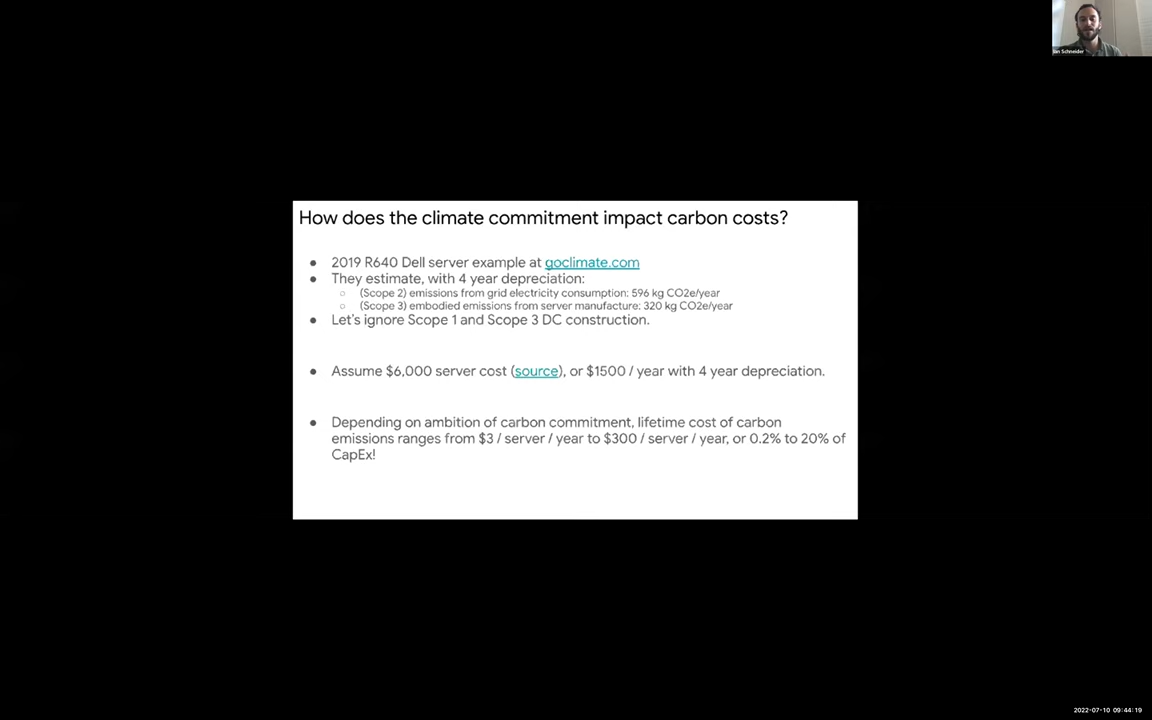 Ian Schneider
How does the climate commitment impact carbon costs?
● 2019 R640 Dell server example at goclimate.com
● They estimate, with 4 year depreciation:
○ (Scope 2) emissions from grid electricity consumption: 596 kg CO2e/year
○ (Scope 3) embodied emissions from server manufacture: 320 kg CO2e/year
● Let's ignore Scope 1 and Scope 3 DC construction.
● Assume $6,000 server cost (source), or $1500 / year with 4 year depreciation.
● Depending on ambition of carbon commitment, lifetime cost of carbon
emissions ranges from $3 / server / year to $300 / server / year, or 0.2% to 20% of
CapEx!
2022-07-10 09:44:19